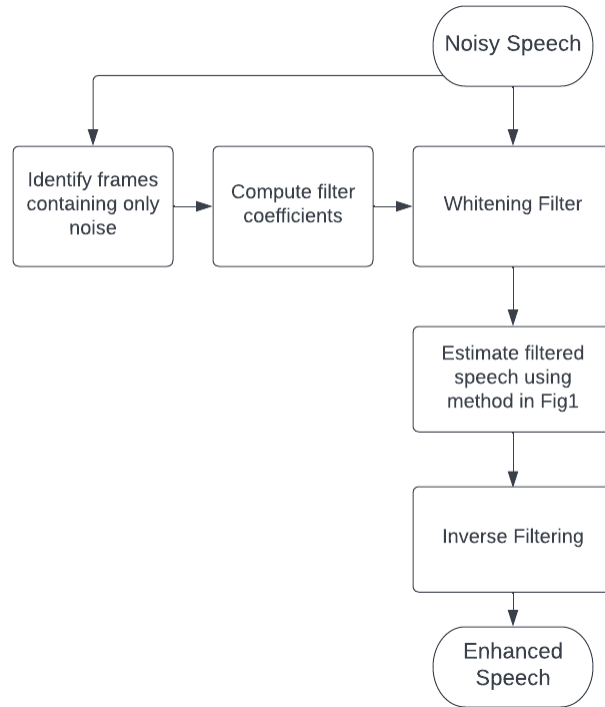 Noisy Speech
Identify frames
containing only
noise
Compute filter
coefficients
Whitening Filter
Estimate filtered
speech using
method in Fig1
Inverse Filtering
Enhanced
Speech